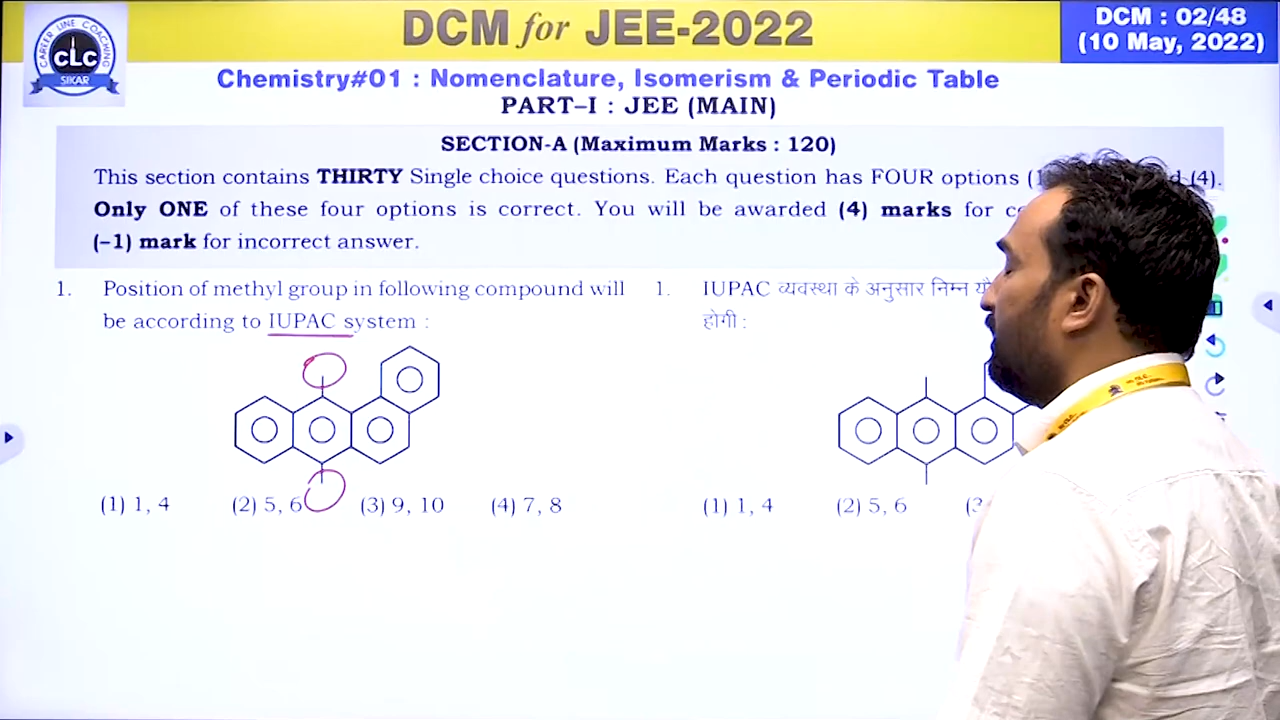 CAREER LINE COACHING
CLC
SIKAR
DCM for JEE-2022
DCM : 02/48
(10 May, 2022)
Chemistry#01 : Nomenclature, Isomerism & Periodic Table
PART–I : JEE (MAIN)
SECTION-A (Maximum Marks : 120)
This section contains THIRTY Single choice questions. Each question has FOUR options (1 d (4).
Only ONE of these four options is correct. You will be awarded (4) marks for
(–1) mark for incorrect answer.
1. Position of methyl group in following compound will
be according to IUPAC system :
(1) 1, 4 (2) 5, 6 (3) 9, 10 (4) 7, 8
1. IUPAC व्यवस्था के अनुसार निम्न
होगी :
(1) 1, 4 (2) 5, 6 (3